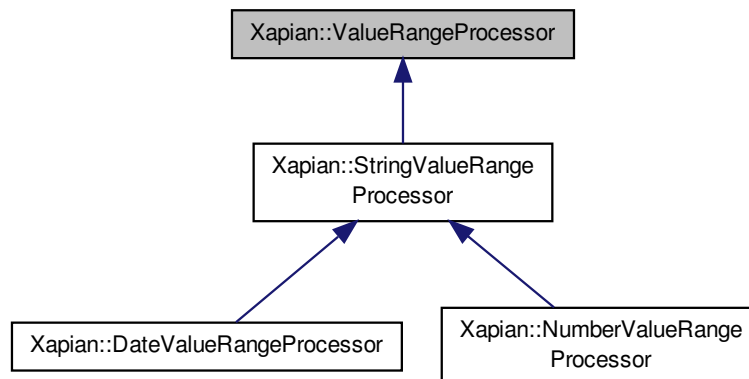 Xapian::ValueRangeProcessor
Xapian::StringValueRange
Processor
Xapian::DateValueRangeProcessor
Xapian::NumberValueRange
Processor